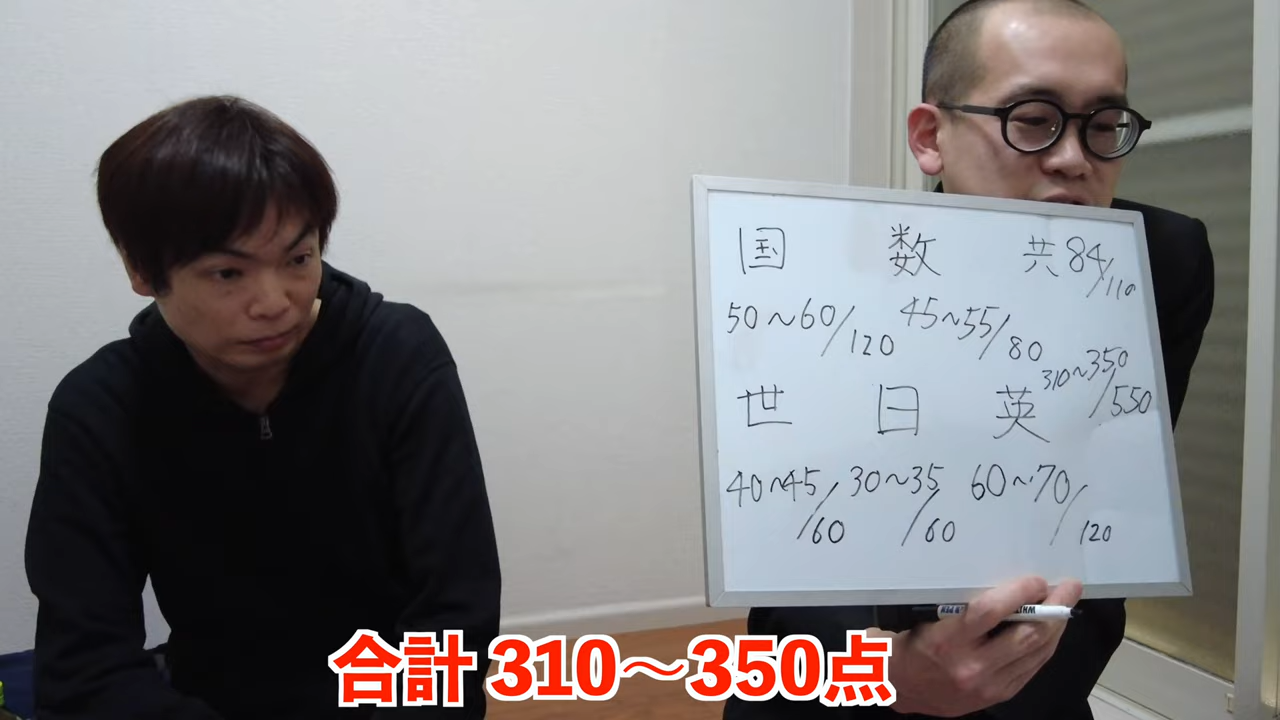 国 数 共84/110
50〜60/120 45〜55/80
310〜350/550
世 日 英
40〜45/60 30〜35/60 60〜70/120
合計 310〜350点